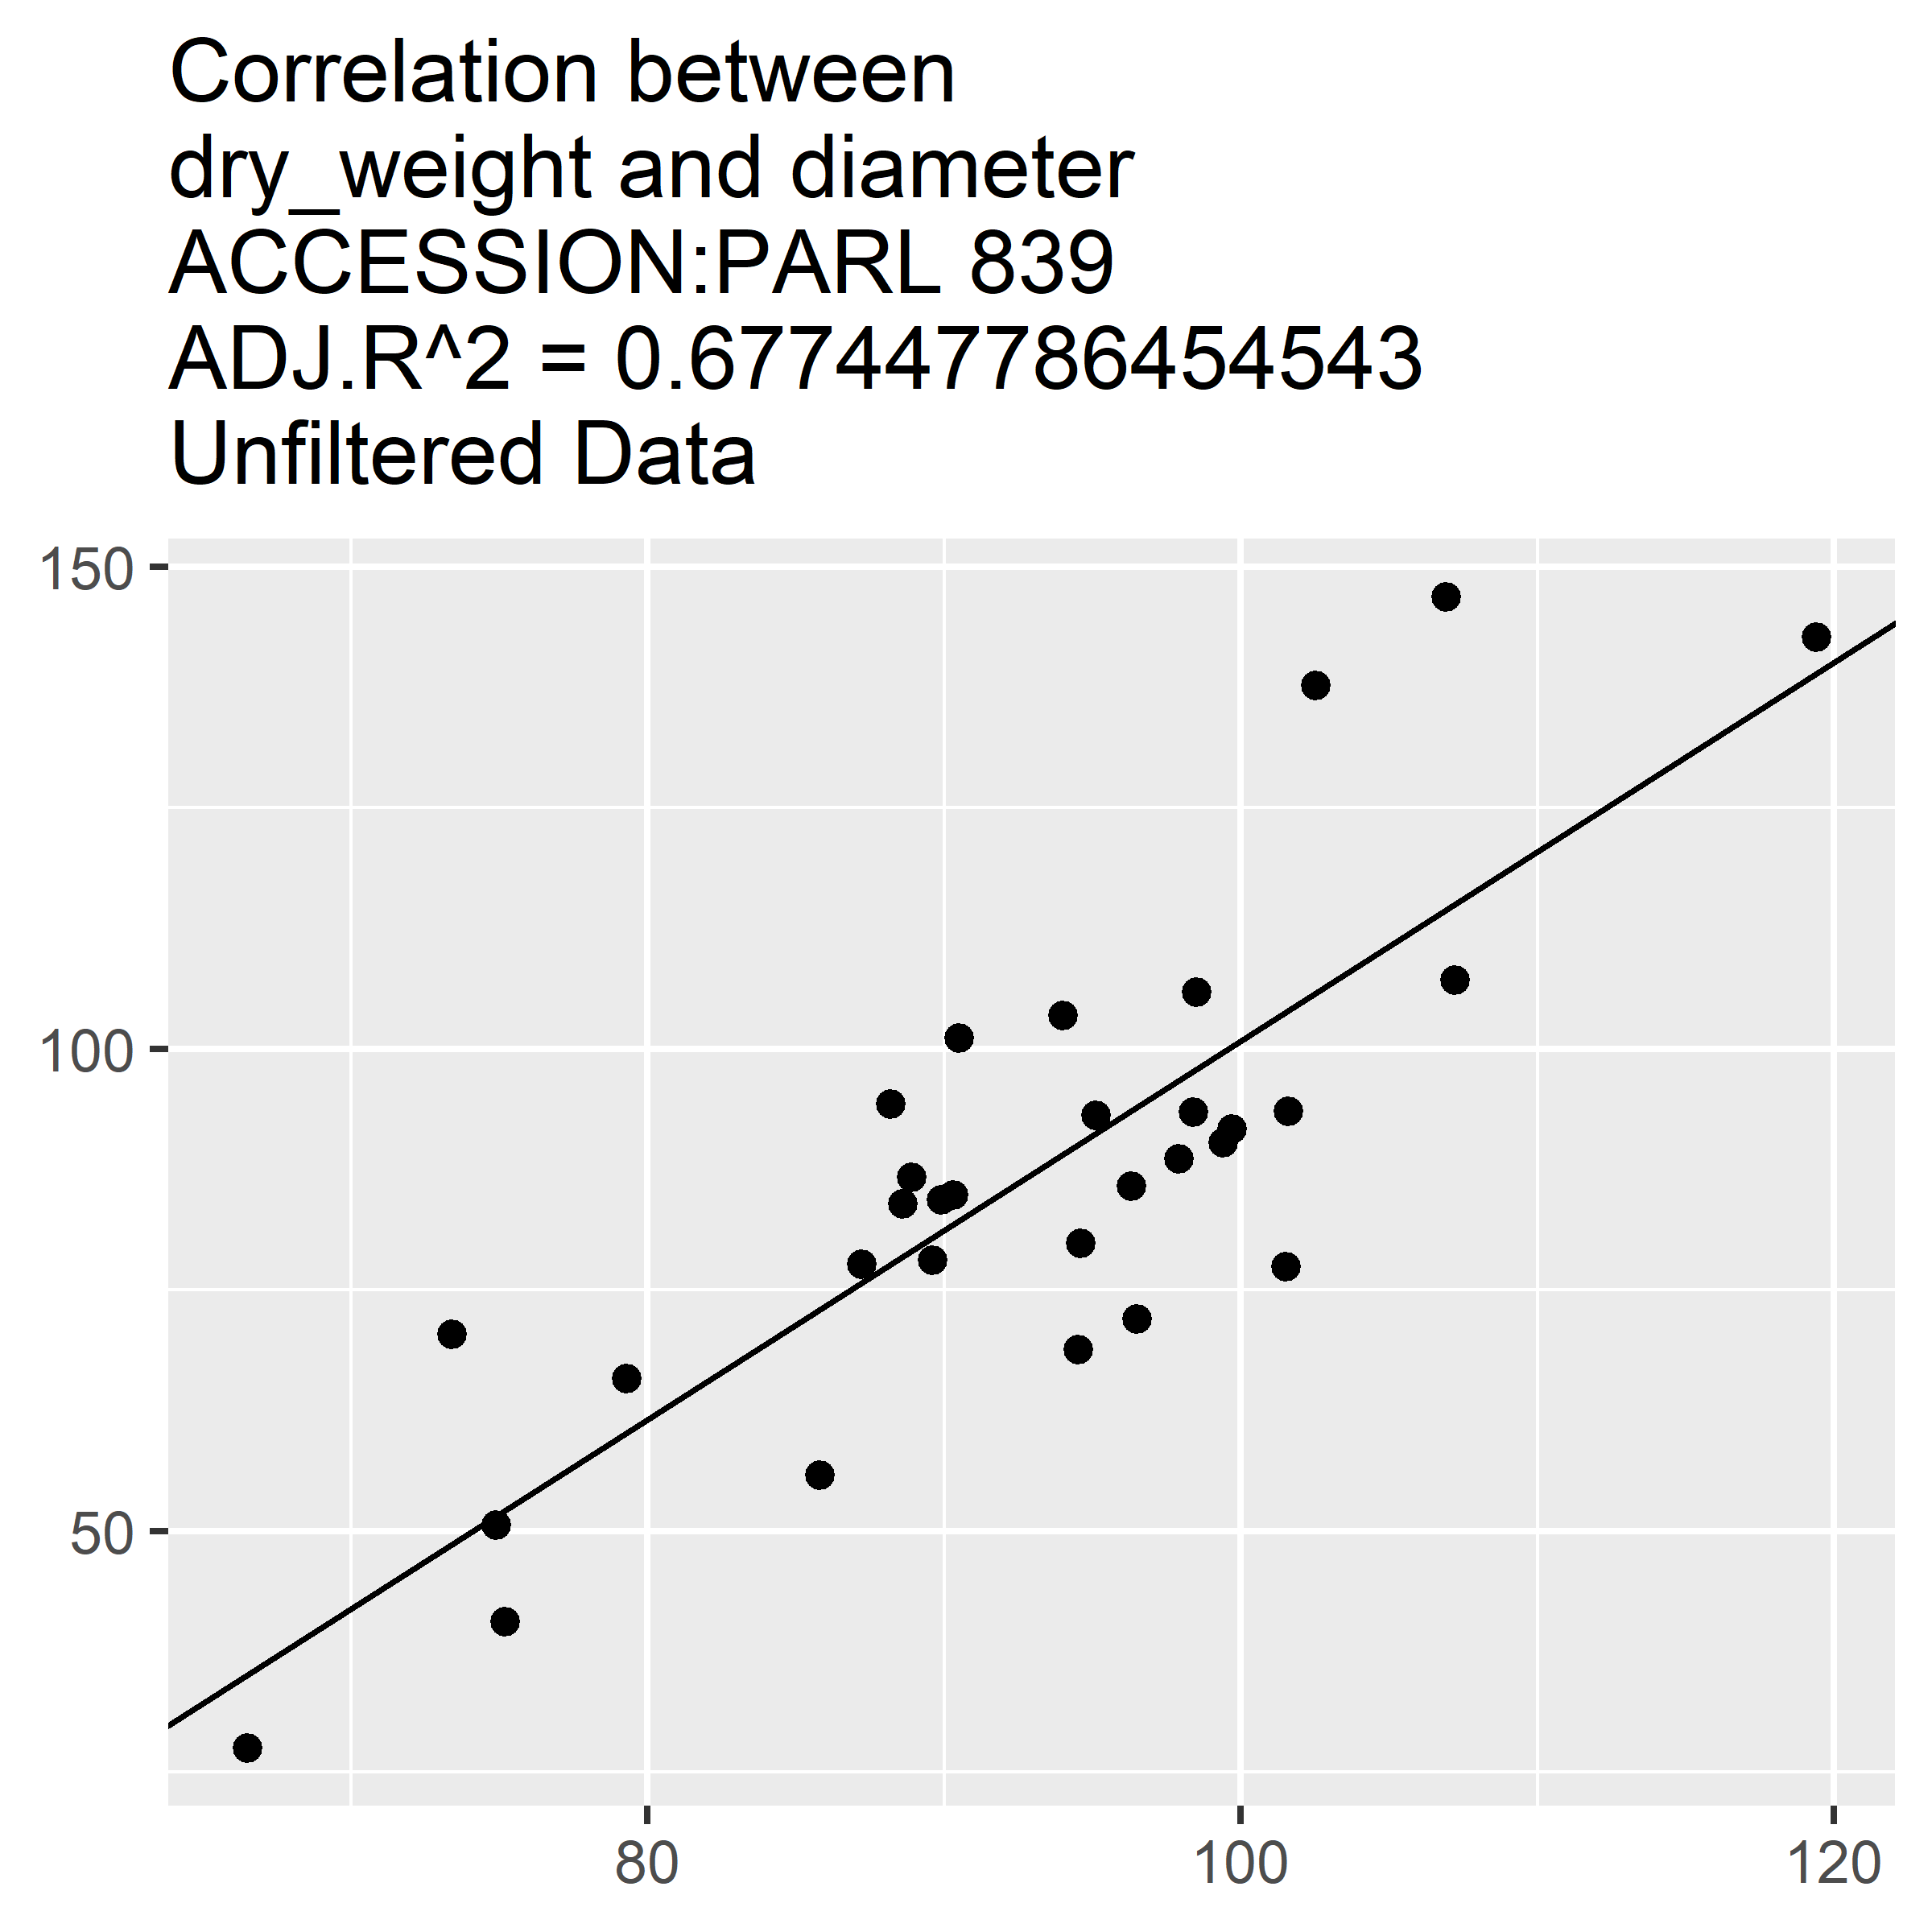 Correlation between
dry_weight and diameter
ACCESSION:PARL 839
ADJ.R^2 = 0.677447786454543
Unfiltered Data
150
100
50
80
100
120